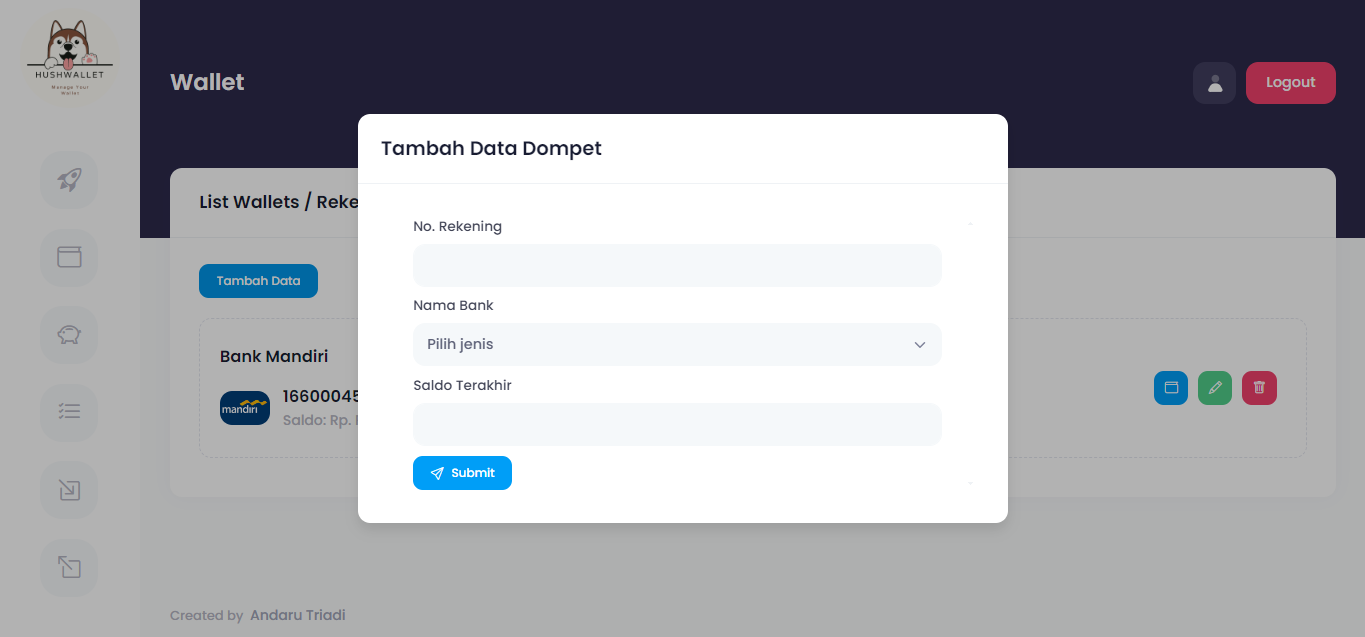 HUSHWALLET
Manage Your
Wallet
Wallet
Logout
Tambah Data Dompet
List Wallets / Reke
No. Rekening
Tambah Data
Nama Bank
Pilih jenis
Bank Mandiri
mandiri
16600045
Saldo: Rp.
Saldo Terakhir
Submit
Created by Andaru Triadi